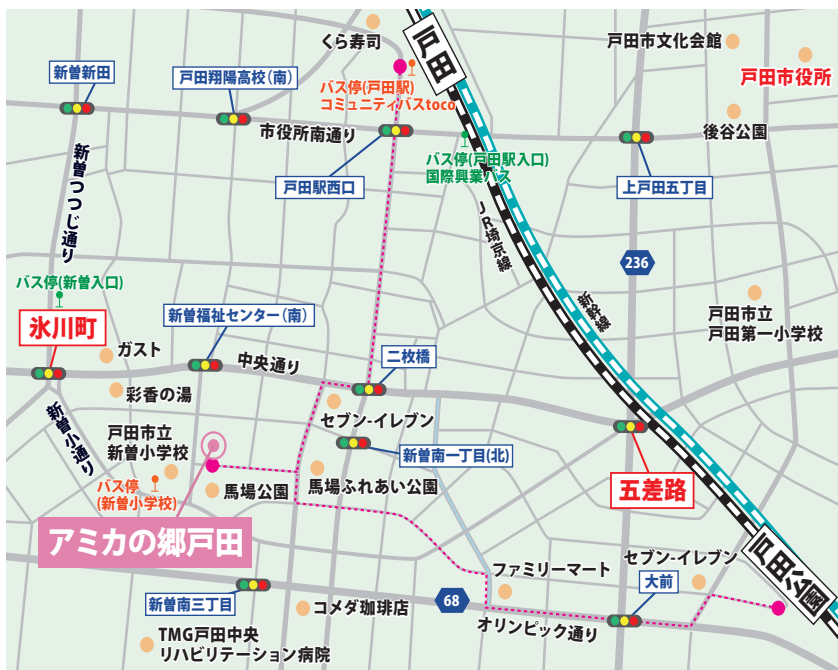 くら寿司
戸田
戸田市文化会館
戸田市役所
新曽新田
戸田翔陽高校(南)
バス停(戸田駅)
コミュニティバスtoco
後谷公園
市役所南通り
バス停(戸田駅入口)
国際興業バス
戸田駅西口
上戸田五丁目
新曽つつじ通り
JR埼京線
236
バス停(新曽入口)
新幹線
氷川町
新曽福祉センター(南)
戸田市立
戸田第一小学校
ガスト
中央通り
二枚橋
彩香の湯
セブン-イレブン
新曽小通り
戸田市立
新曽小学校
新曽南一丁目(北)
五差路
バス停
(新曽小学校)
馬場公園
馬場ふれあい公園
アミカの郷戸田
戸田公園
ファミリーマート
セブン-イレブン
大前
新曽南三丁目
コメダ珈琲店
68
オリンピック通り
TMG戸田中央
リハビリテーション病院